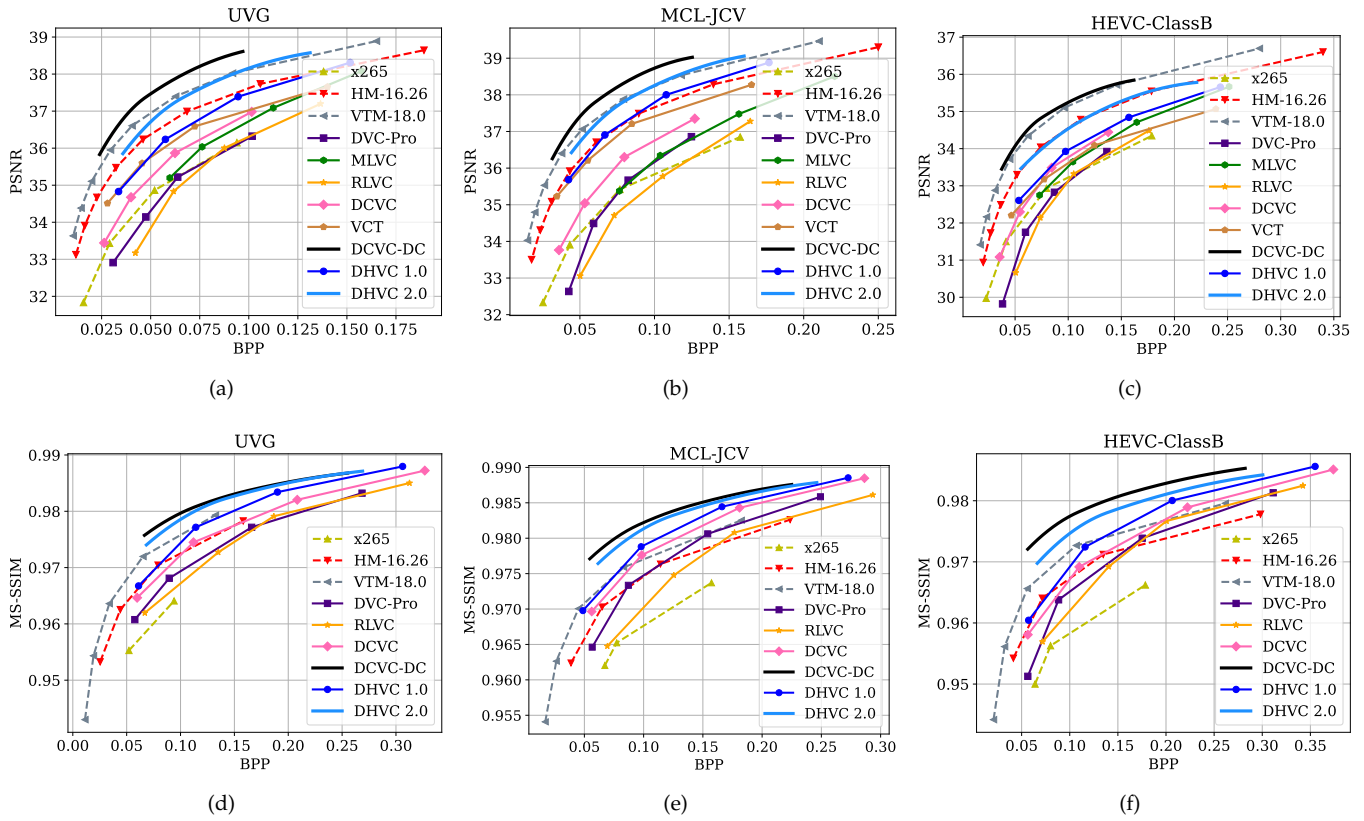 UVG
PSNR
39
38
37
36
35
34
33
32
0.025 0.050 0.075 0.100 0.125 0.150 0.175
BPP
x265
HM-16.26
VTM-18.0
DVC-Pro
MLVC
RLVC
DCVC
VCT
DCVC-DC
DHVC 1.0
DHVC 2.0
(a)
MCL-JCV
PSNR
39
38
37
36
35
34
33
32
0.05 0.10 0.15 0.20 0.25
BPP
x265
HM-16.26
VTM-18.0
DVC-Pro
MLVC
RLVC
DCVC
VCT
DCVC-DC
DHVC 1.0
DHVC 2.0
(b)
HEVC-ClassB
PSNR
37
36
35
34
33
32
31
30
0.05 0.10 0.15 0.20 0.25 0.30 0.35
BPP
x265
HM-16.26
VTM-18.0
DVC-Pro
MLVC
RLVC
DCVC
VCT
DCVC-DC
DHVC 1.0
DHVC 2.0
(c)
UVG
MS-SSIM
0.99
0.98
0.97
0.96
0.95
0.00 0.05 0.10 0.15 0.20 0.25 0.30
BPP
x265
HM-16.26
VTM-18.0
DVC-Pro
RLVC
DCVC
DCVC-DC
DHVC 1.0
DHVC 2.0
(d)
MCL-JCV
MS-SSIM
0.990
0.985
0.980
0.975
0.970
0.965
0.960
0.955
0.05 0.10 0.15 0.20 0.25 0.30
BPP
x265
HM-16.26
VTM-18.0
DVC-Pro
RLVC
DCVC
DCVC-DC
DHVC 1.0
DHVC 2.0
(e)
HEVC-ClassB
MS-SSIM
0.98
0.97
0.96
0.95
0.05 0.10 0.15 0.20 0.25 0.30 0.35
BPP
x265
HM-16.26
VTM-18.0
DVC-Pro
RLVC
DCVC
DCVC-DC
DHVC 1.0
DHVC 2.0
(f)